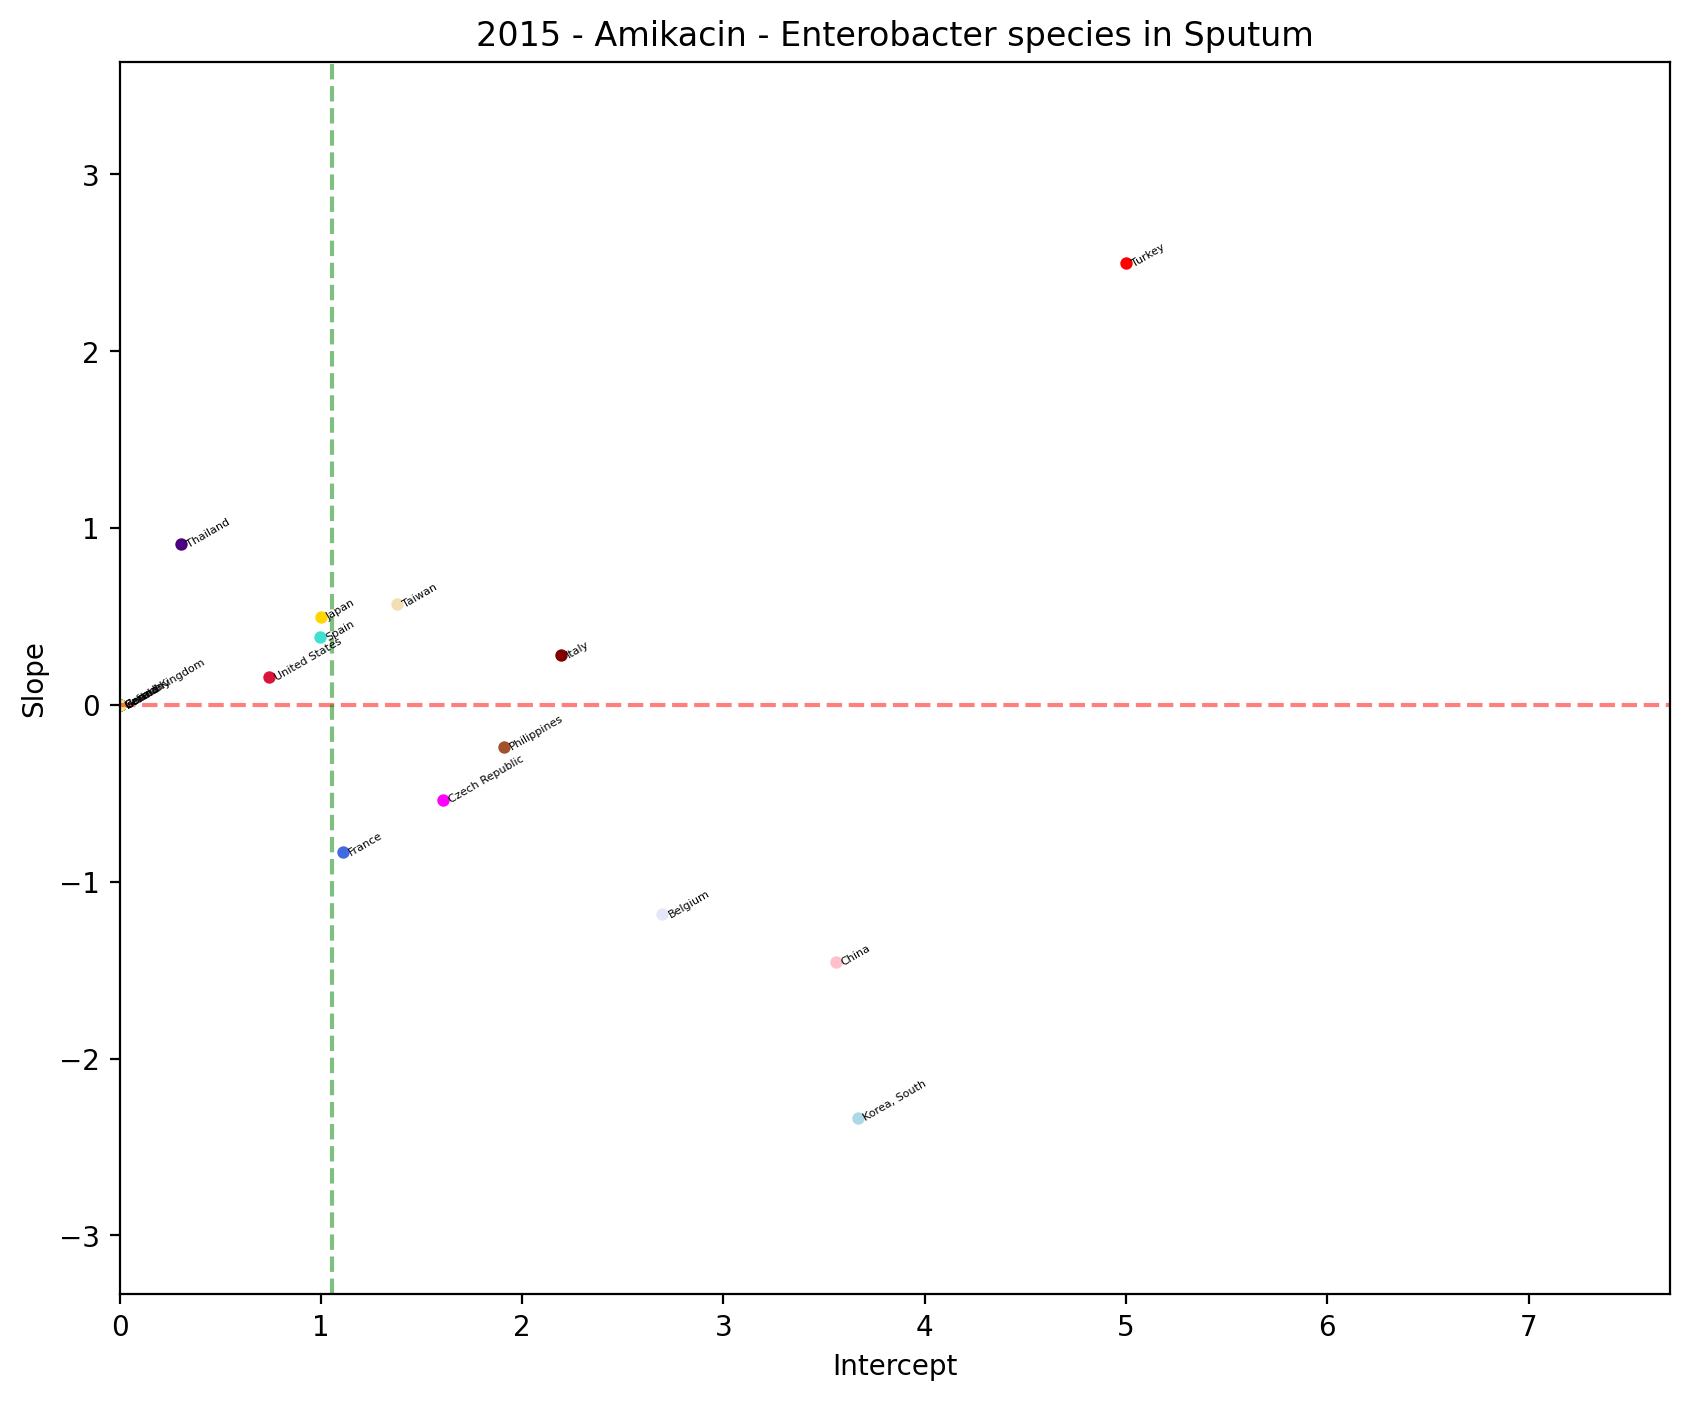 2015 - Amikacin - Enterobacter species in Sputum
3
2
1
0
−1
−2
−3
Slope
Turkey
Thailand
Taiwan
Japan
Spain
United States
Italy
Kingdom
Philippines
Czech Republic
France
Belgium
China
Korea, South
0 1 2 3 4 5 6 7
Intercept